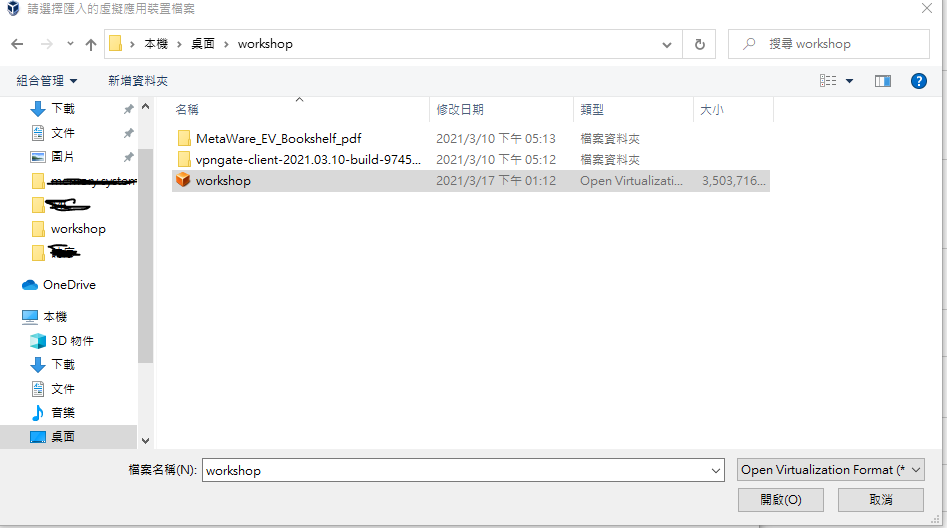 請選擇匯入的虛擬應用裝置檔案
本機 > 桌面 > workshop
搜尋 workshop
組合管理 新增資料夾
名稱 修改日期 類型 大小
下載
文件
圖片
workshop
OneDrive
本機
3D 物件
下載
文件
音樂
桌面
MetaWare_EV_Bookshelf_pdf 2021/3/10 下午 05:13 檔案資料夾
vpngate-client-2021.03.10-build-9745... 2021/3/10 下午 05:12 檔案資料夾
workshop 2021/3/17 下午 01:12 Open Virtualizati... 3,503,716...
檔案名稱(N): workshop
Open Virtualization Format (*
開啟(O) 取消